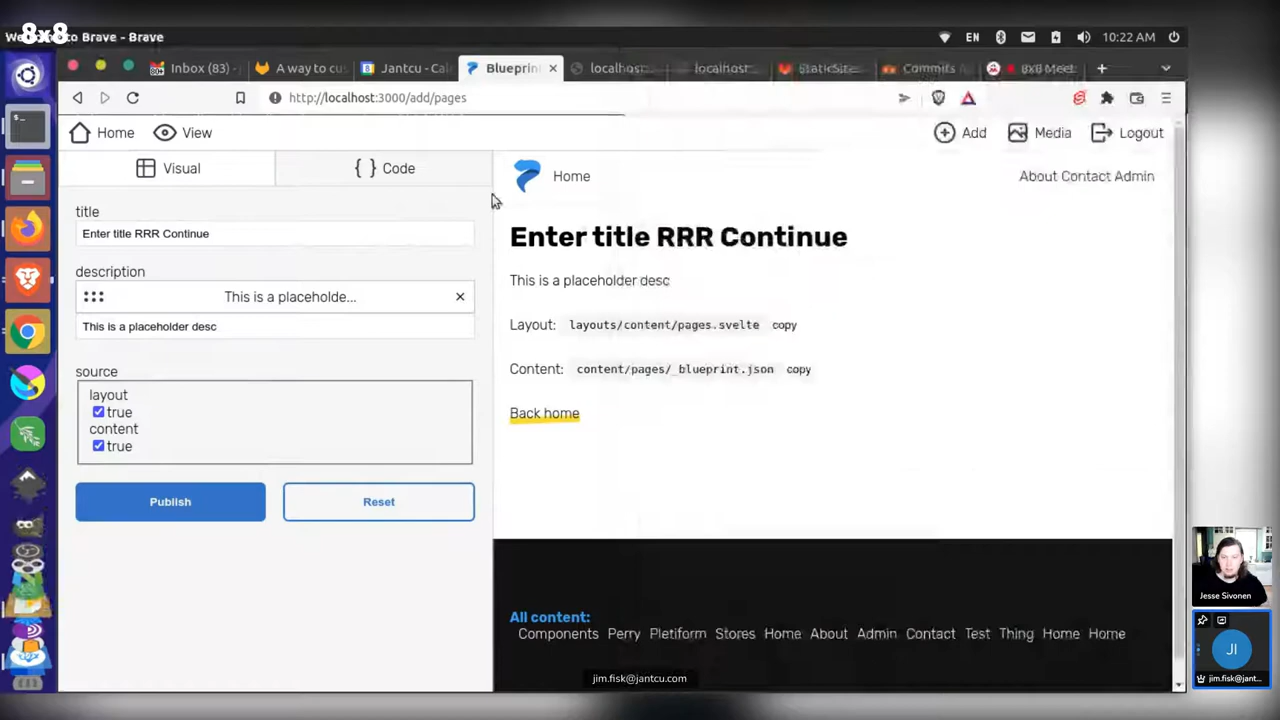 8x8
Brave - Brave
EN
10:22 AM
Inbox (83) -
A way to cus
Jantcu - Cale
Blueprin
localhos
localhost
StaticSite
Commits
8x8 Meet
http://localhost:3000/add/pages
Home
View
Add
Media
Logout
Visual
{ } Code
Home
About Contact Admin
title
Enter title RRR Continue
Enter title RRR Continue
description
This is a placeholde...
This is a placeholder desc
This is a placeholder desc
Layout: layouts/content/pages.svelte copy
Content: content/pages/_blueprint.json copy
Back home
source
layout
true
content
true
Publish
Reset
All content:
Components Perry Pletiform Stores Home About Admin Contact Test Thing Home Home
jim.fisk@jantcu.com
Jesse Sivonen
JI
jim.fisk@jant...